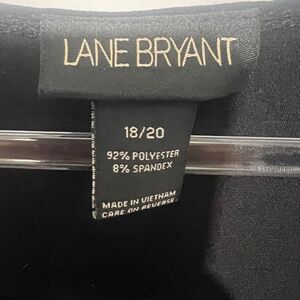 LANE BRYANT
18/20
92% POLYESTER
8% SPANDEX
MADE IN VIETNAM
CARE ON REVERSE